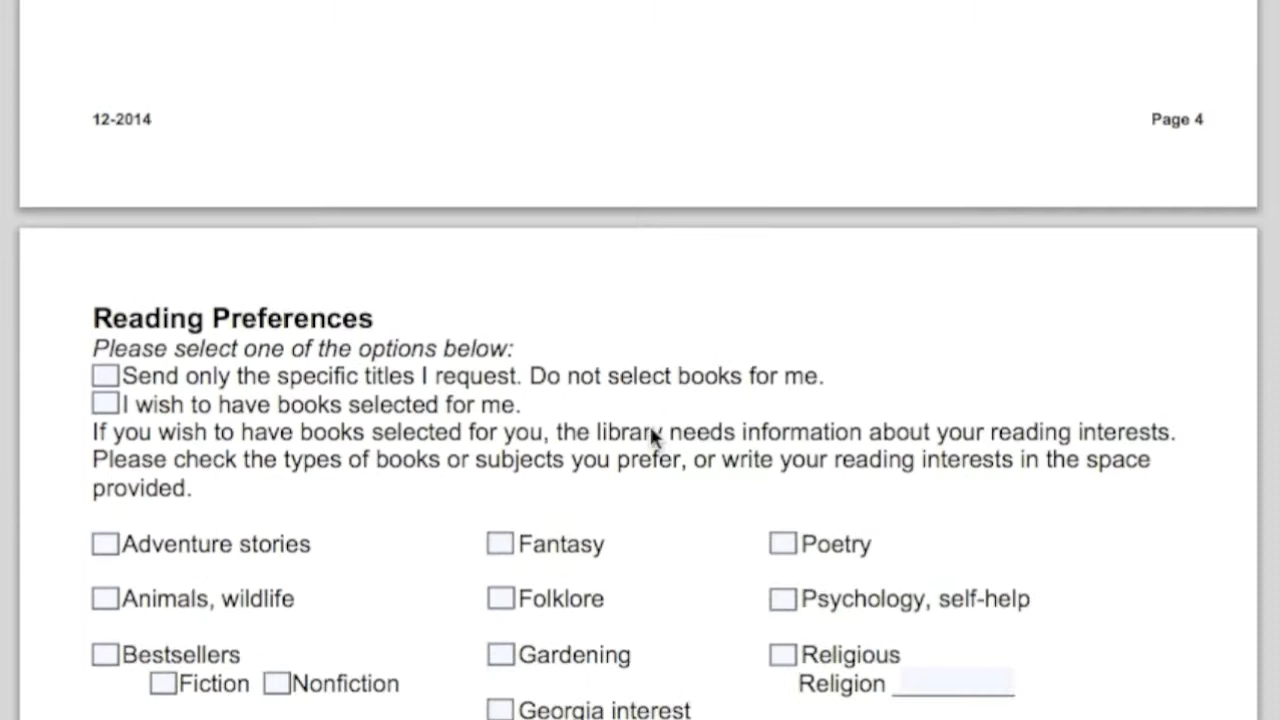 12-2014 Page 4
Reading Preferences
Please select one of the options below:
Send only the specific titles I request. Do not select books for me.
I wish to have books selected for me.
If you wish to have books selected for you, the library needs information about your reading interests.
Please check the types of books or subjects you prefer, or write your reading interests in the space
provided.
Adventure stories Fantasy Poetry
Animals, wildlife Folklore Psychology, self-help
Bestsellers Gardening Religious
Fiction Nonfiction Religion
Georgia interest